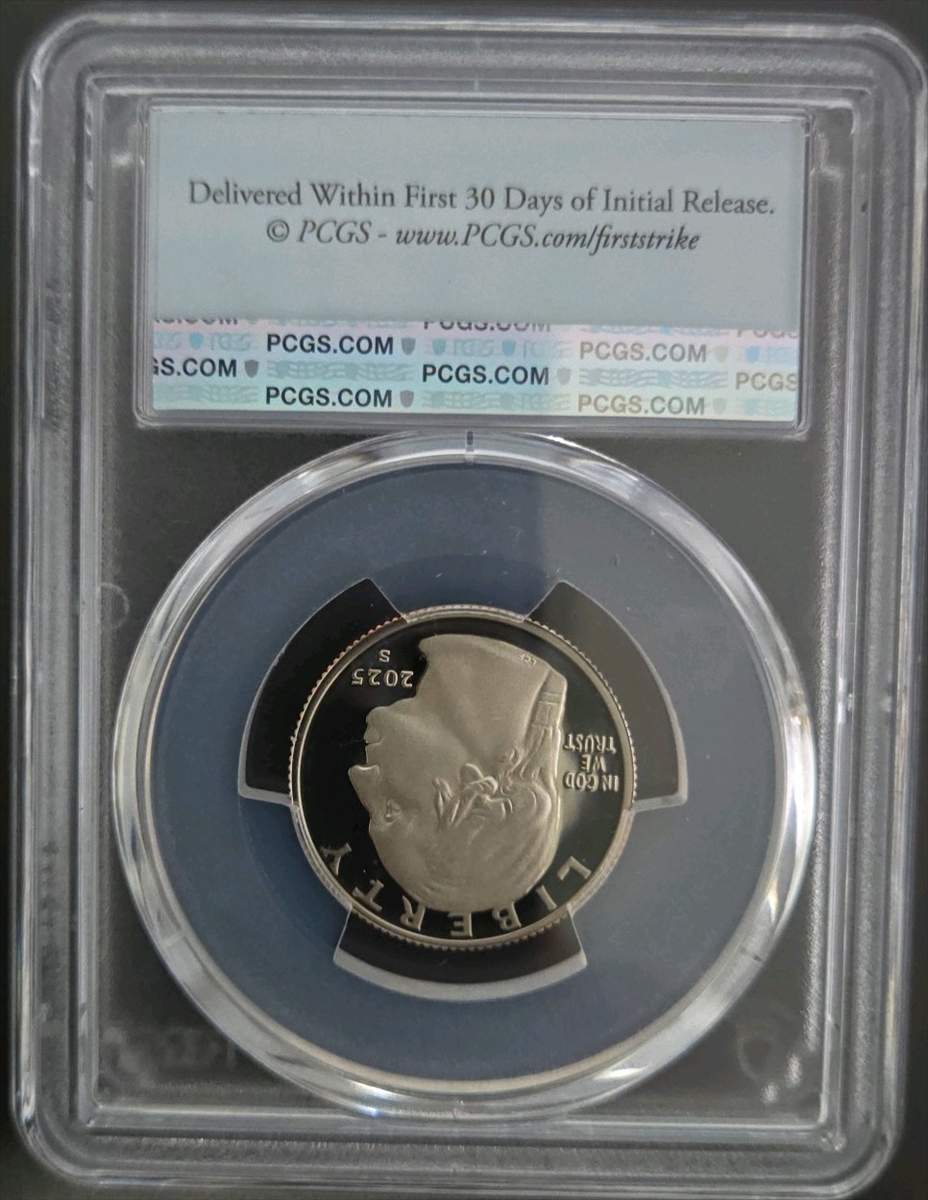 Delivered Within First 30 Days of Initial Release.
© PCGS - www.PCGS.com/firststrike
PCGS.COM PCGS.COM
GS.COM PCGS.COM PCGS
PCGS.COM PCGS.COM
2025
S
IN GOD
WE
TRUST
LIBERTY